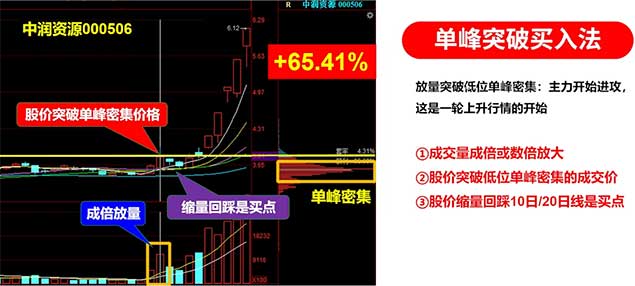 中润资源000506
R 中润资源 000506
6.12
6.29
5.63
+65.41%
4.97
股价突破单峰密集价格
4.31
套牢 4.31%
3.65
单峰密集
缩量回踩是买点
成倍放量
18232
9116
X100
单峰突破买入法
放量突破低位单峰密集：主力开始进攻，
这是一轮上升行情的开始
①成交量成倍或数倍放大
②股价突破低位单峰密集的成交价
③股价缩量回踩10日/20日线是买点